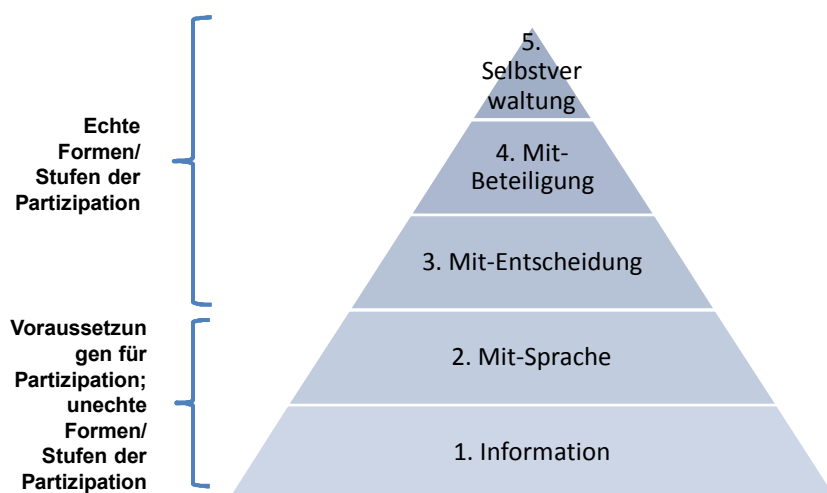 Echte
Formen/
Stufen der
Partizipation
Voraussetzun
gen für
Partizipation;
unechte
Formen/
Stufen der
Partizipation
5.
Selbstver
waltung
4. Mit-
Beteiligung
3. Mit-Entscheidung
2. Mit-Sprache
1. Information